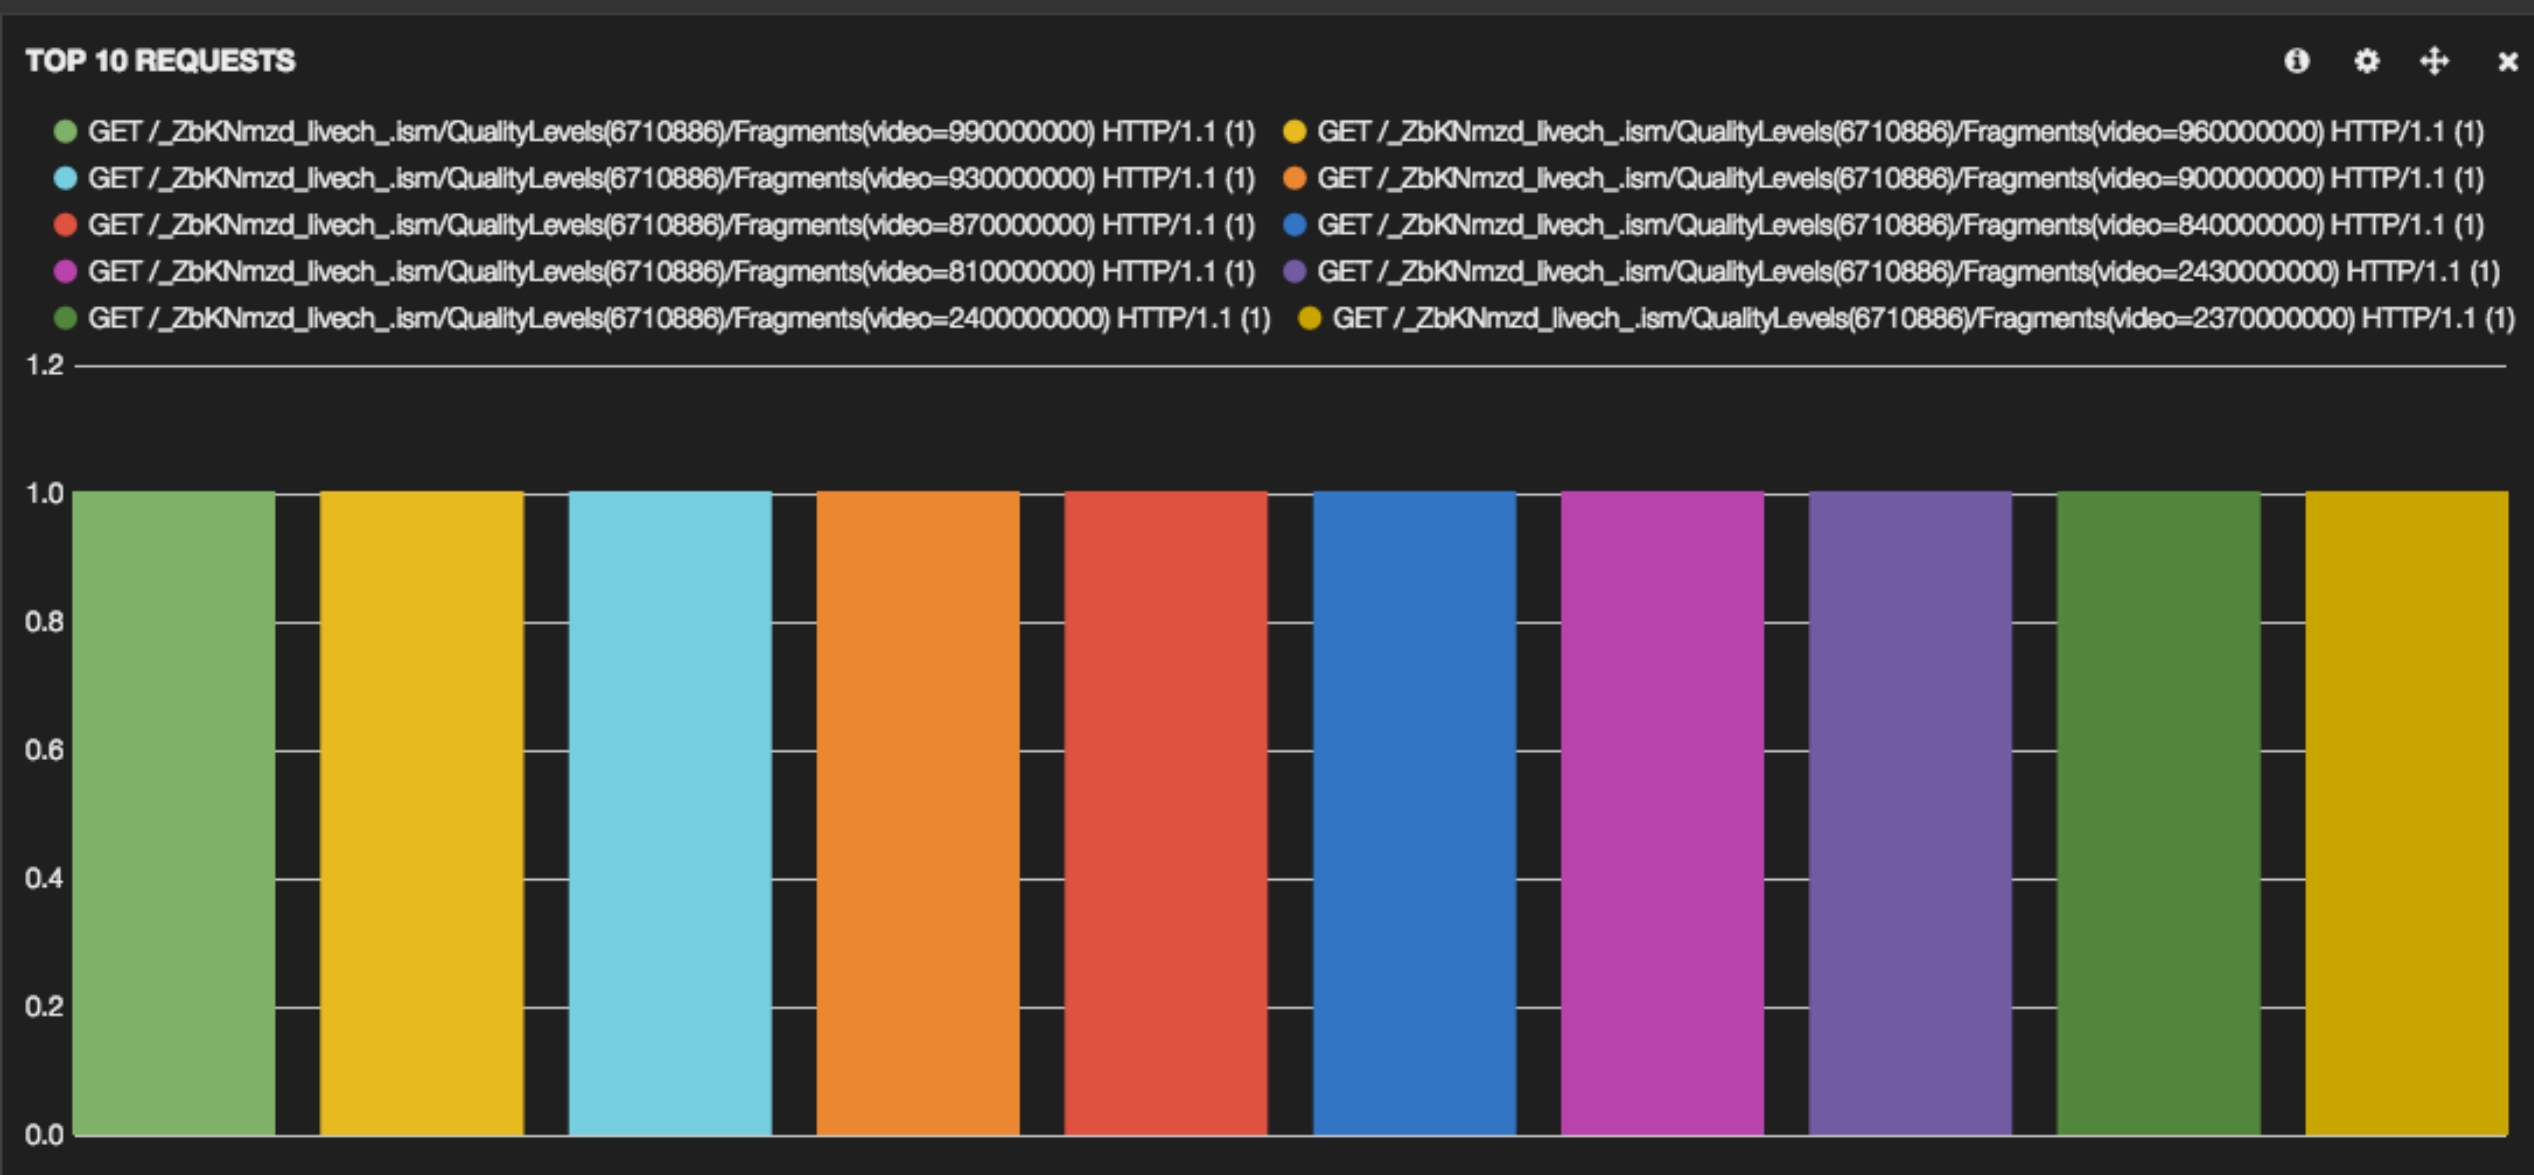 TOP 10 REQUESTS
GET /_ZbKNmzd_livech_.ism/QualityLevels(6710886)/Fragments(video=990000000) HTTP/1.1 (1) GET /_ZbKNmzd_livech_.ism/QualityLevels(6710886)/Fragments(video=960000000) HTTP/1.1 (1)
GET /_ZbKNmzd_livech_.ism/QualityLevels(6710886)/Fragments(video=930000000) HTTP/1.1 (1) GET /_ZbKNmzd_livech_.ism/QualityLevels(6710886)/Fragments(video=900000000) HTTP/1.1 (1)
GET /_ZbKNmzd_livech_.ism/QualityLevels(6710886)/Fragments(video=870000000) HTTP/1.1 (1) GET /_ZbKNmzd_livech_.ism/QualityLevels(6710886)/Fragments(video=840000000) HTTP/1.1 (1)
GET /_ZbKNmzd_livech_.ism/QualityLevels(6710886)/Fragments(video=810000000) HTTP/1.1 (1) GET /_ZbKNmzd_livech_.ism/QualityLevels(6710886)/Fragments(video=2430000000) HTTP/1.1 (1)
GET /_ZbKNmzd_livech_.ism/QualityLevels(6710886)/Fragments(video=2400000000) HTTP/1.1 (1) GET /_ZbKNmzd_livech_.ism/QualityLevels(6710886)/Fragments(video=2370000000) HTTP/1.1 (1)
1.2
1.0
0.8
0.6
0.4
0.2
0.0